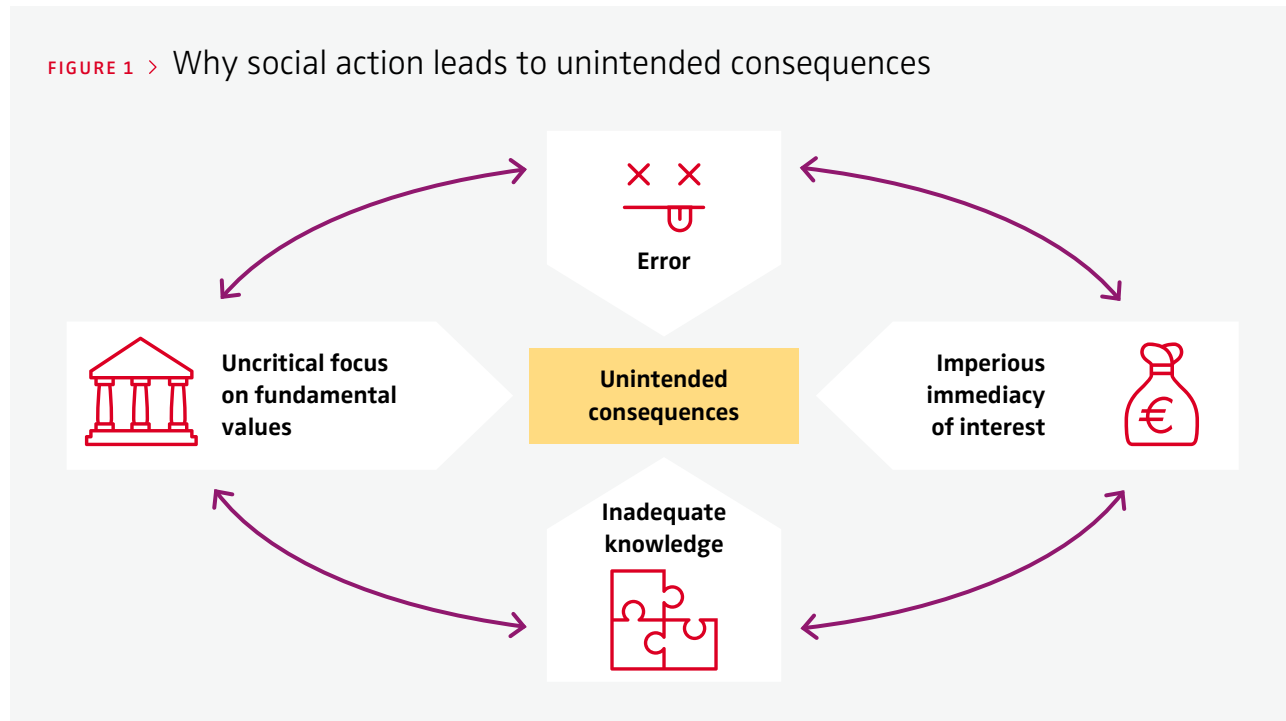 FIGURE 1 > Why social action leads to unintended consequences
Error
Uncritical focus
on fundamental
values
Unintended
consequences
Imperious
immediacy
of interest
€
Inadequate
knowledge